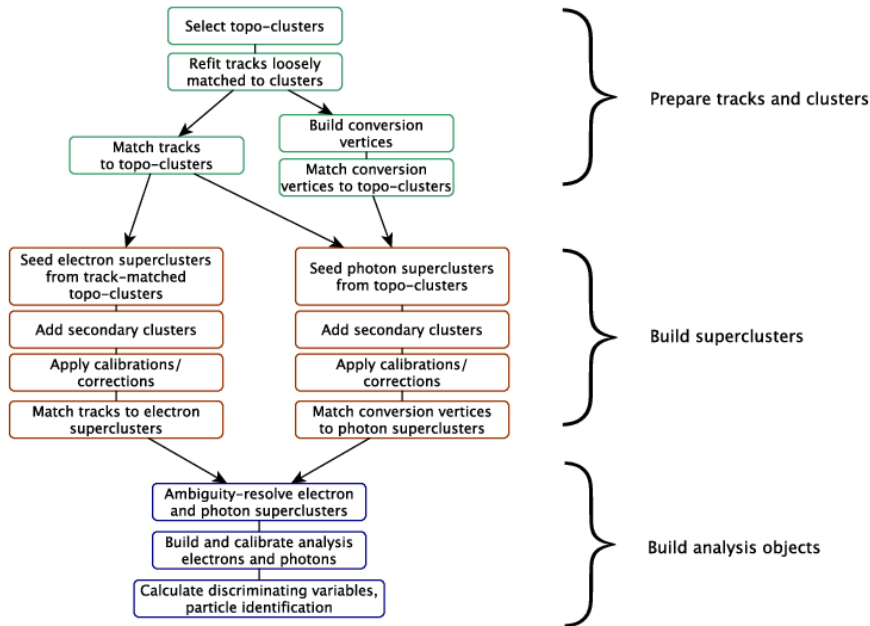 Select topo-clusters
Refit tracks loosely
matched to clusters
Prepare tracks and clusters
Build conversion
vertices
Match tracks
to topo-clusters
Match conversion
vertices to topo-clusters
Seed electron superclusters
from track-matched
topo-clusters
Add secondary clusters
Apply calibrations/
corrections
Match tracks to electron
superclusters
Seed photon superclusters
from topo-clusters
Add secondary clusters
Apply calibrations/
corrections
Match conversion vertices
to photon superclusters
Build superclusters
Ambiguity-resolve electron
and photon superclusters
Build and calibrate analysis
electrons and photons
Calculate discriminating variables,
particle identification
Build analysis objects